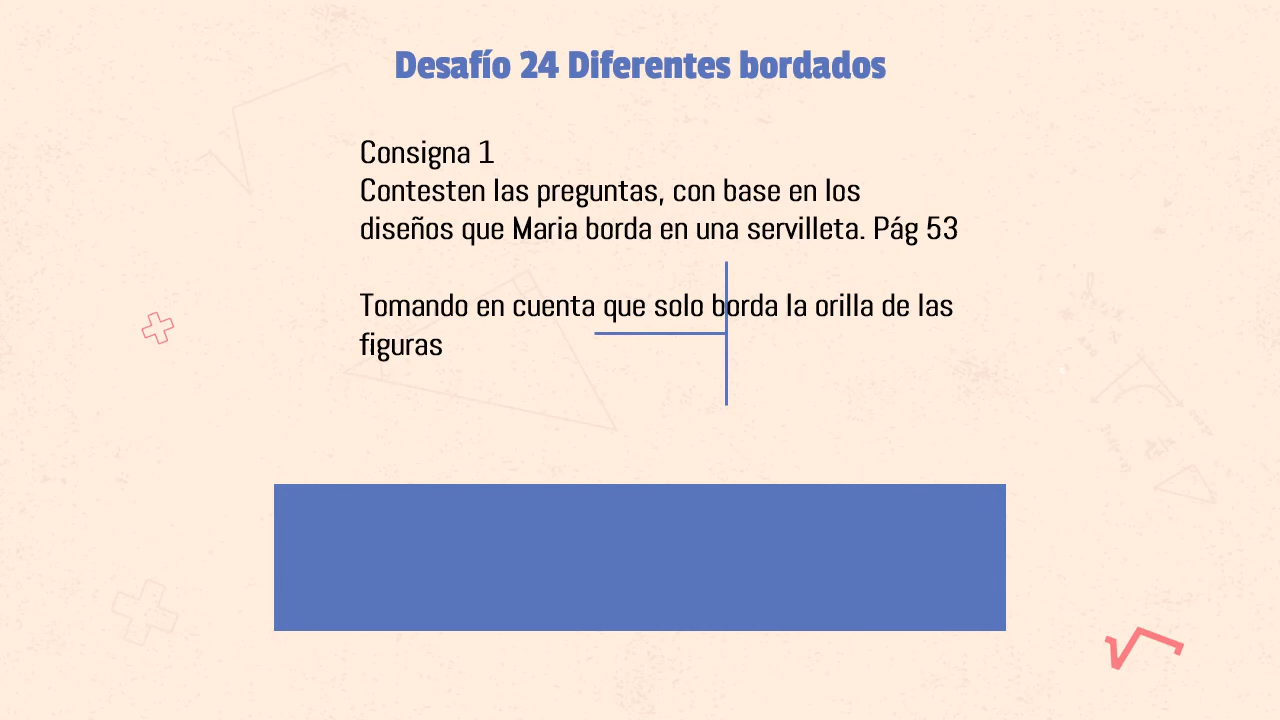 Desafío 24 Diferentes bordados
Consigna 1
Contesten las preguntas, con base en los
diseños que Maria borda en una servilleta. Pág 53
Tomando en cuenta que solo borda la orilla de las
figuras